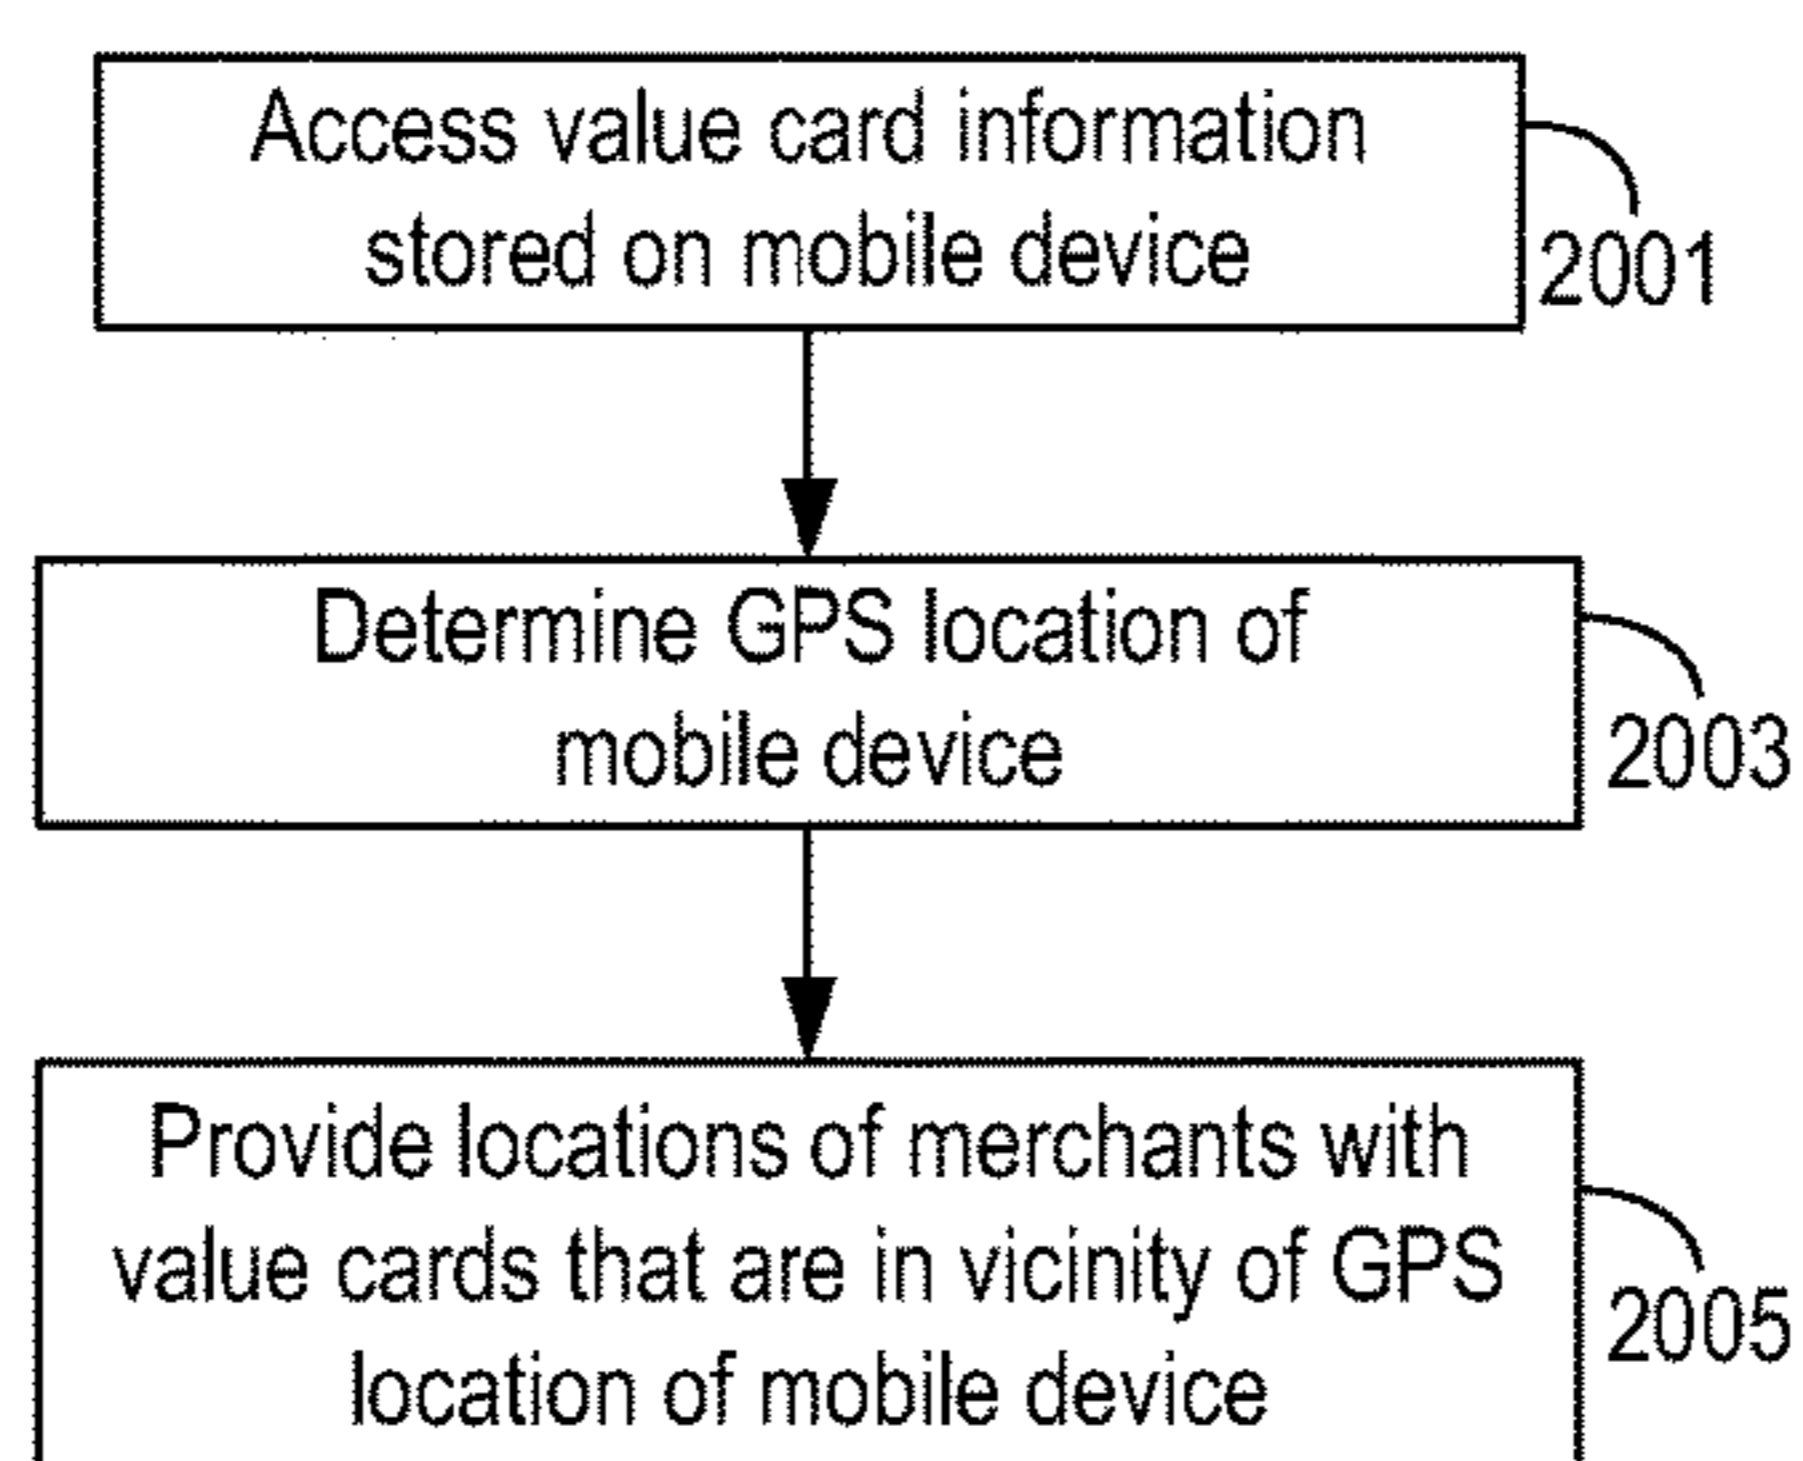 Access value card information
stored on mobile device
2001
Determine GPS location of
mobile device
2003
Provide locations of merchants with
value cards that are in vicinity of GPS
location of mobile device
2005